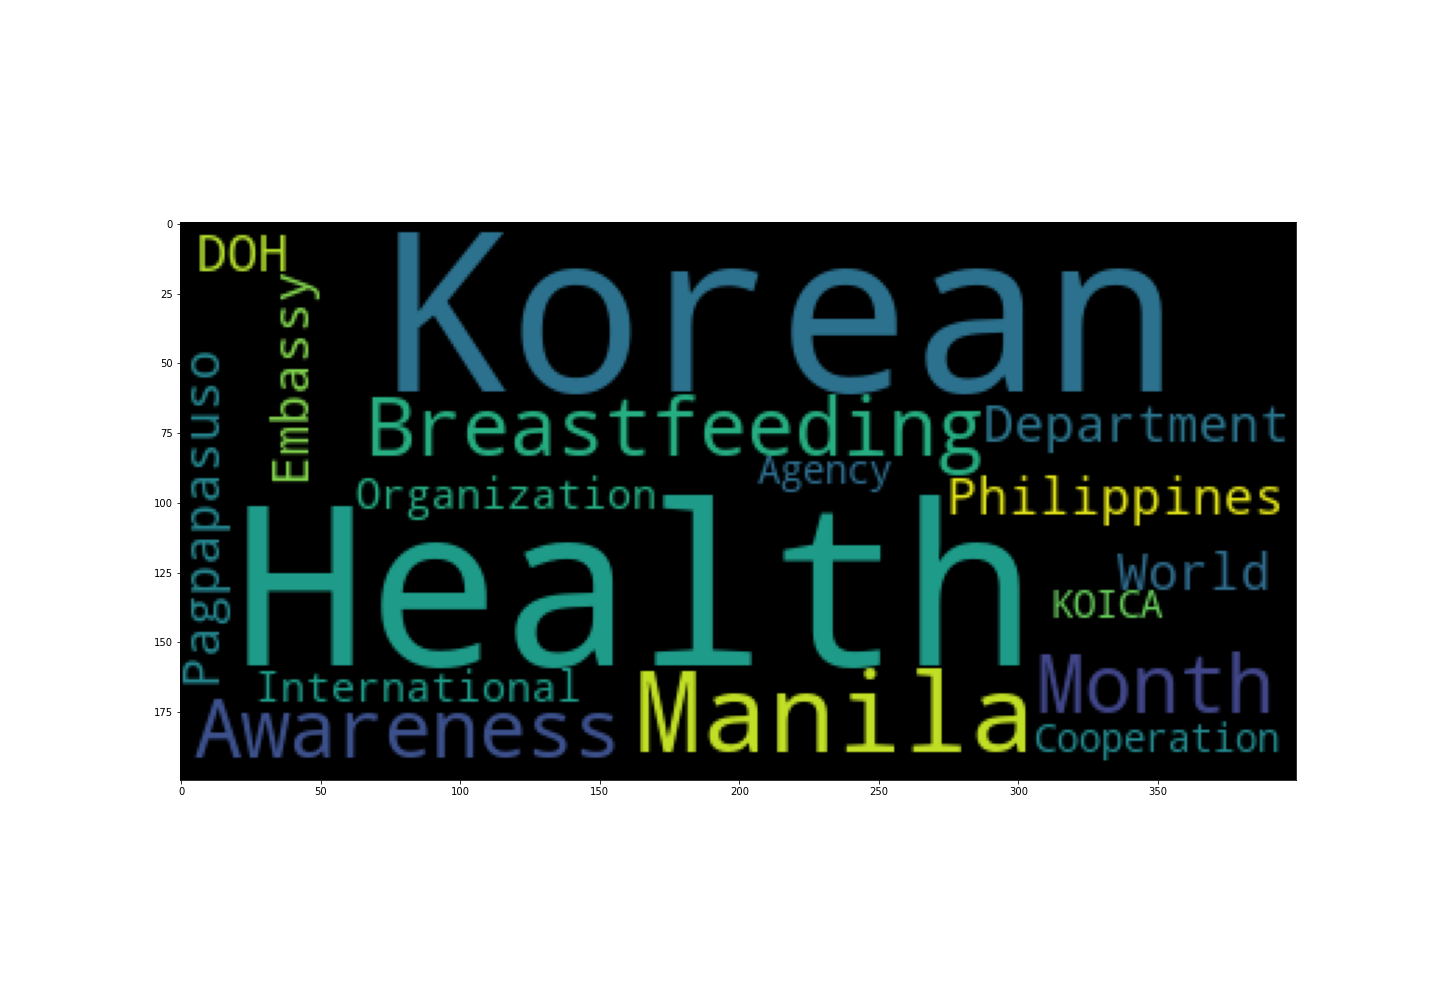 DOH
Korean
Embassy
Pagpapasuso
Breastfeeding
Department
Agency
Organization
Philippines
Health
World
KOICA
International
Month
Manila
Awareness
Cooperation
0
25
50
75
100
125
150
175
0 50 100 150 200 250 300 350